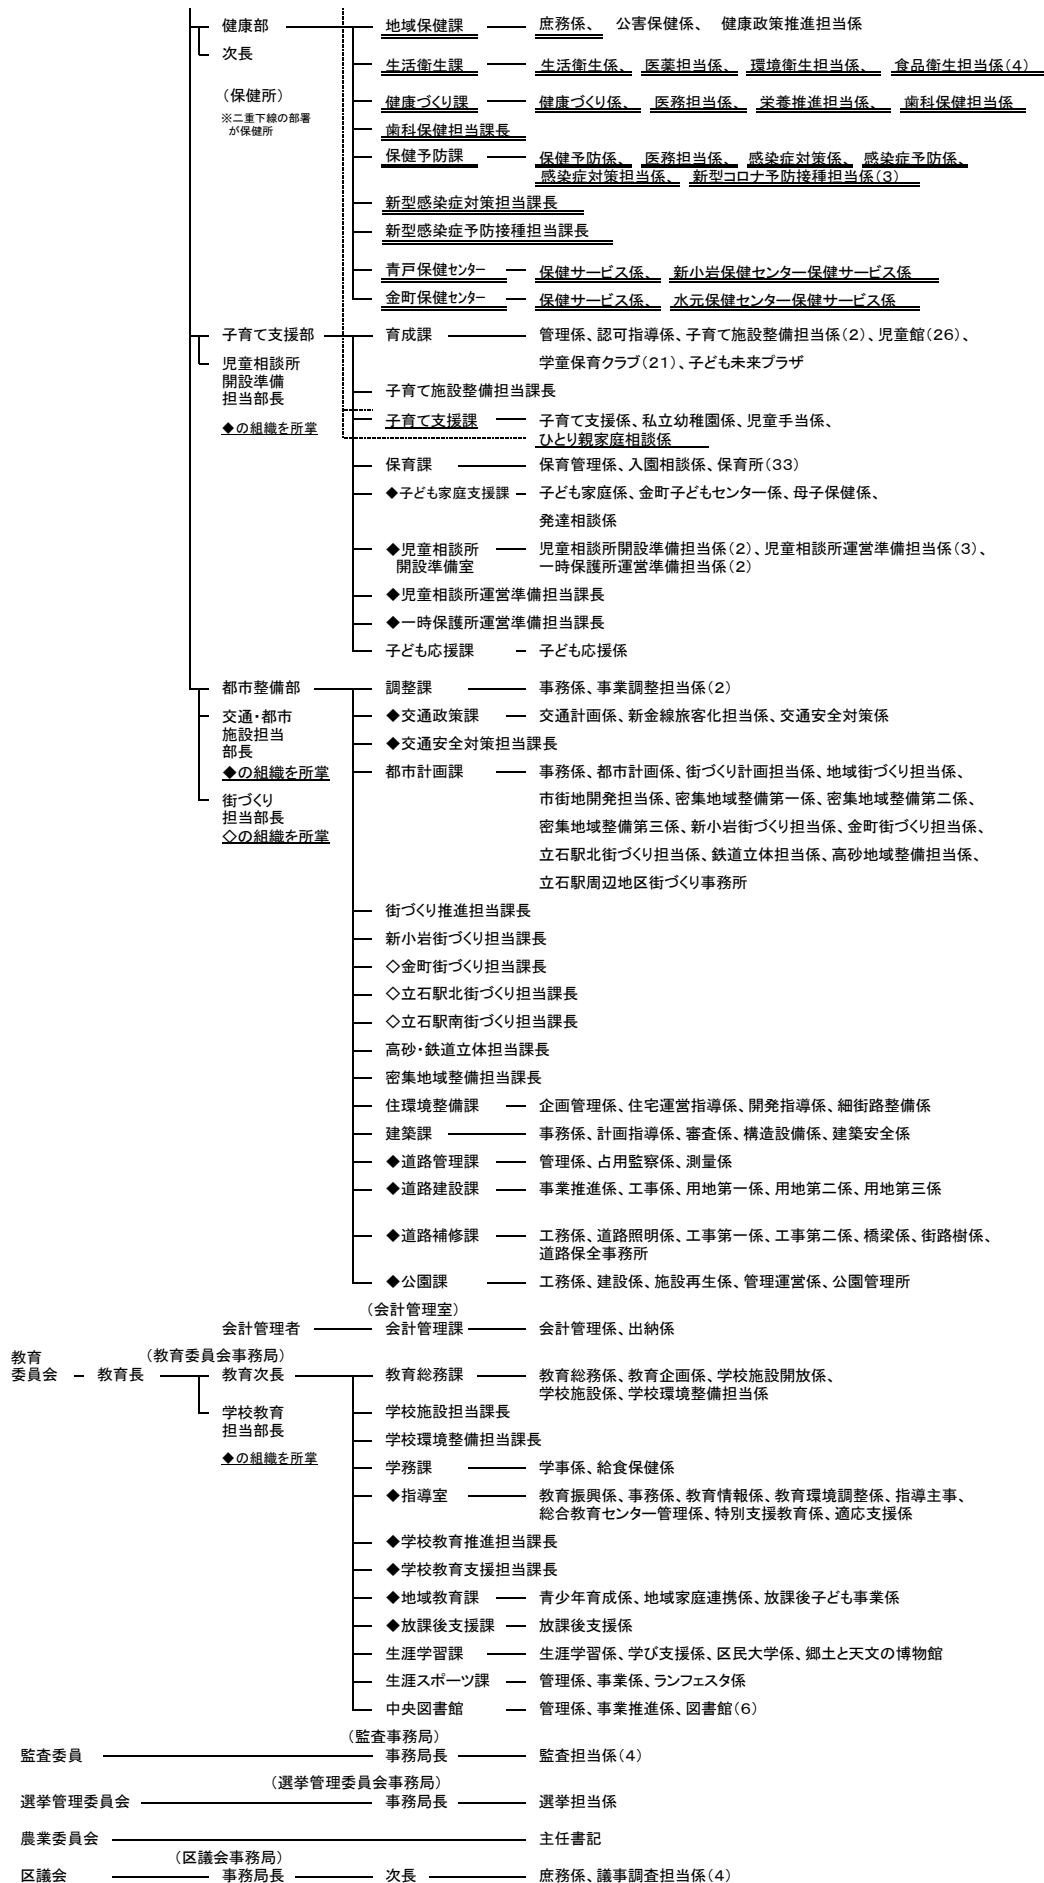 健康部 地域保健課 庶務係、 公害保健係、 健康政策推進担当係
次長
生活衛生課 生活衛生係、 医薬担当係、 環境衛生担当係、 食品衛生担当係(4)
(保健所)
※二重下線の部署
が保健所
健康づくり課 健康づくり係、 医務担当係、 栄養推進担当係、 歯科保健担当係
歯科保健担当課長
保健予防課 保健予防係、 医務担当係、 感染症対策係、 感染症予防係、
感染症対策担当係、 新型コロナ予防接種担当係(3)
新型感染症対策担当課長
新型感染症予防接種担当課長
青戸保健センター 保健サービス係、 新小岩保健センター保健サービス係
金町保健センター 保健サービス係、 水元保健センター保健サービス係
子育て支援部 育成課 管理係、認可指導係、子育て施設整備担当係(2)、児童館(26)、
学童保育クラブ(21)、子ども未来プラザ
児童相談所
開設準備
担当部長
◆の組織を所掌
子育て施設整備担当課長
子育て支援課 子育て支援係、私立幼稚園係、児童手当係、
ひとり親家庭相談係
保育課 保育管理係、入園相談係、保育所(33)
◆子ども家庭支援課 子ども家庭係、金町子どもセンター係、母子保健係、
発達相談係
◆児童相談所 児童相談所開設準備担当係(2)、児童相談所運営準備担当係(3)、
開設準備室 一時保護所運営準備担当係(2)
◆児童相談所運営準備担当課長
◆一時保護所運営準備担当課長
子ども応援課 子ども応援係
都市整備部 調整課 事務係、事業調整担当係(2)
交通・都市
施設担当
部長
◆の組織を所掌
街づくり
担当部長
◇の組織を所掌
◆交通政策課 交通計画係、新金線旅客化担当係、交通安全対策係
◆交通安全対策担当課長
都市計画課 事務係、都市計画係、街づくり計画担当係、地域街づくり担当係、
市街地開発担当係、密集地域整備第一係、密集地域整備第二係、
密集地域整備第三係、新小岩街づくり担当係、金町街づくり担当係、
立石駅北街づくり担当係、鉄道立体担当係、高砂地域整備担当係、
立石駅周辺地区街づくり事務所
街づくり推進担当課長
新小岩街づくり担当課長
◇金町街づくり担当課長
◇立石駅北街づくり担当課長
◇立石駅南街づくり担当課長
高砂・鉄道立体担当課長
密集地域整備担当課長
住環境整備課 企画管理係、住宅運営指導係、開発指導係、細街路整備係
建築課 事務係、計画指導係、審査係、構造設備係、建築安全係
◆道路管理課 管理係、占用監察係、測量係
◆道路建設課 事業推進係、工事係、用地第一係、用地第二係、用地第三係
◆道路補修課 工務係、道路照明係、工事第一係、工事第二係、橋梁係、街路樹係、
道路保全事務所
◆公園課 工務係、建設係、施設再生係、管理運営係、公園管理所
(会計管理室)
会計管理者 会計管理課 会計管理係、出納係
(教育委員会事務局)
教育
委員会 教育長 教育次長 教育総務課 教育総務係、教育企画係、学校施設開放係、
学校施設係、学校環境整備担当係
学校教育
担当部長
◆の組織を所掌
学校施設担当課長
学校環境整備担当課長
学務課 学事係、給食保健係
◆指導室 教育振興係、事務係、教育情報係、教育環境調整係、指導主事、
総合教育センター管理係、特別支援教育係、適応支援係
◆学校教育推進担当課長
◆学校教育支援担当課長
◆地域教育課 青少年育成係、地域家庭連携係、放課後子ども事業係
◆放課後支援課 放課後支援係
生涯学習課 生涯学習係、学び支援係、区民大学係、郷土と天文の博物館
生涯スポーツ課 管理係、事業係、ランフェスタ係
中央図書館 管理係、事業推進係、図書館(6)
(監査事務局)
監査委員 事務局長 監査担当係(4)
(選挙管理委員会事務局)
選挙管理委員会 事務局長 選挙担当係
農業委員会 主任書記
(区議会事務局)
区議会 事務局長 次長 庶務係、議事調査担当係(4)